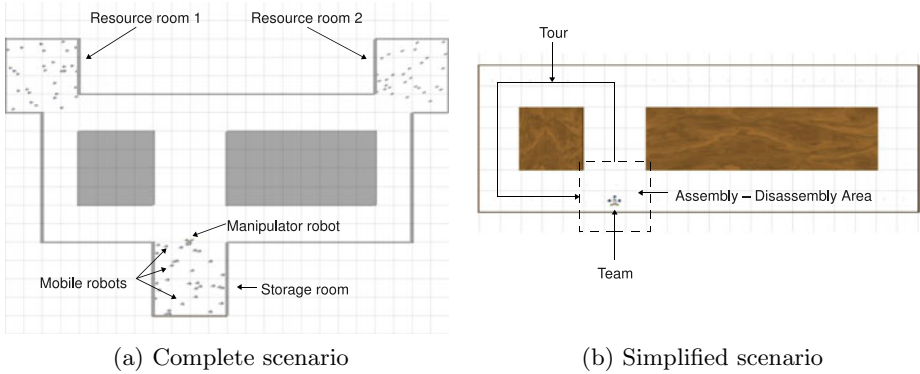 Resource room 1
Resource room 2
Manipulator robot
Mobile robots
Storage room
(a) Complete scenario
Tour
Assembly – Disassembly Area
Team
(b) Simplified scenario